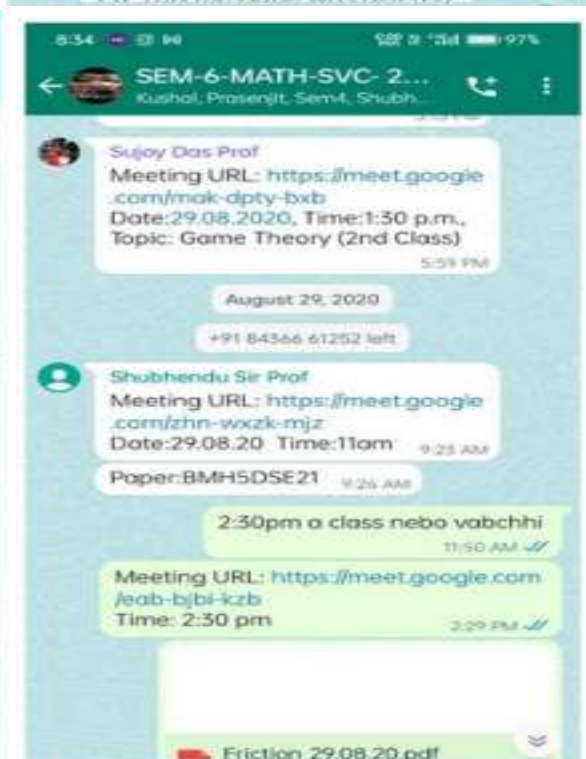 8:34
97%
SEM-6-MATH-SVC- 2...
Kushal, Prosenjit, Sem4, Shubh...
Sujoy Das Prof
Meeting URL: https://meet.google
.com/mak-dpty-bxb
Date:29.08.2020, Time:1:30 p.m.,
Topic: Game Theory (2nd Class)
5:59 PM
August 29, 2020
+91 84366 61252 left
Shubhendu Sir Prof
Meeting URL: https://meet.google
.com/zhn-wxzk-mjz
Date:29.08.20 Time:11am 9:25 AM
Paper:BMH5DSE21 9:26 AM
2:30pm a class nebo vabchhi
11:50 AM
Meeting URL: https://meet.google.com
/eab-bjbi-kzb
Time: 2:30 pm 2:29 PM
Friction 29.08.20.pdf